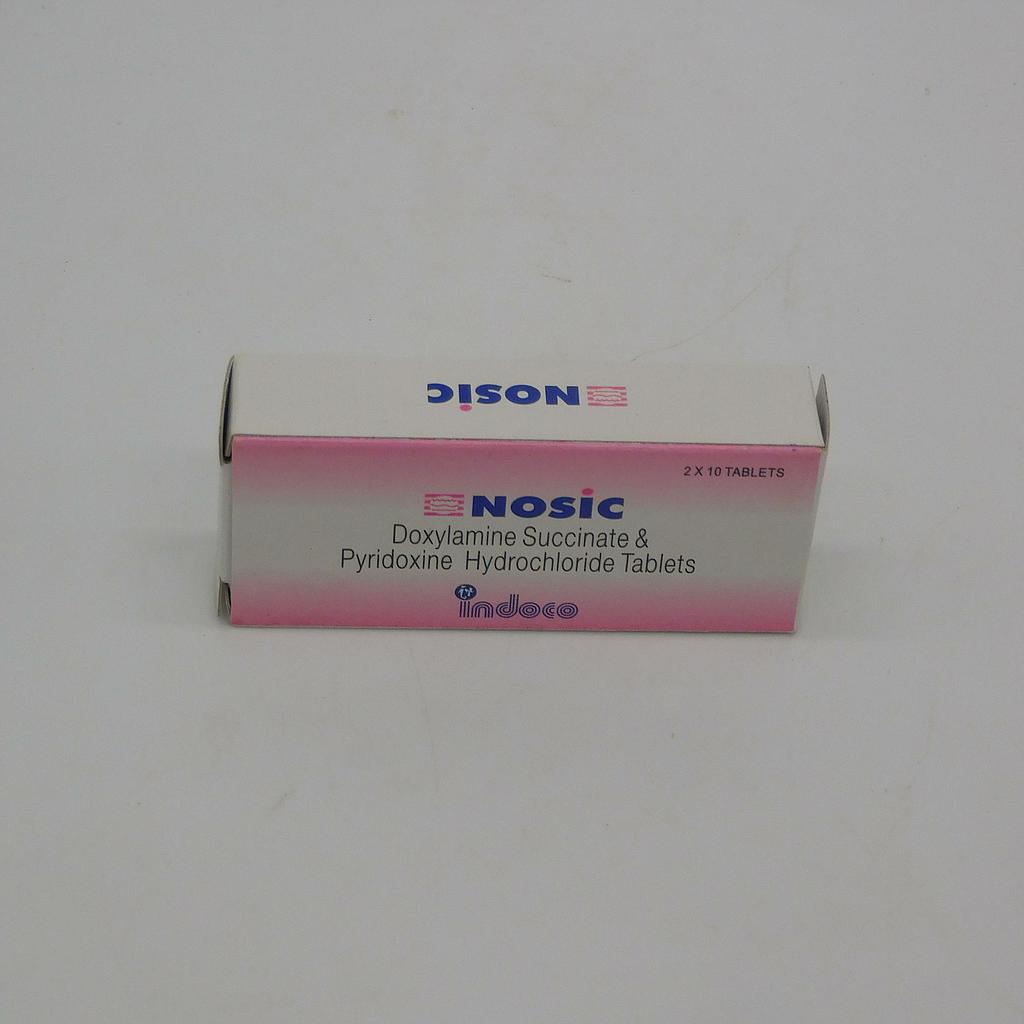 NOSiC
2 X 10 TABLETS
NOSiC
Doxylamine Succinate &
Pyridoxine Hydrochloride Tablets
indoco